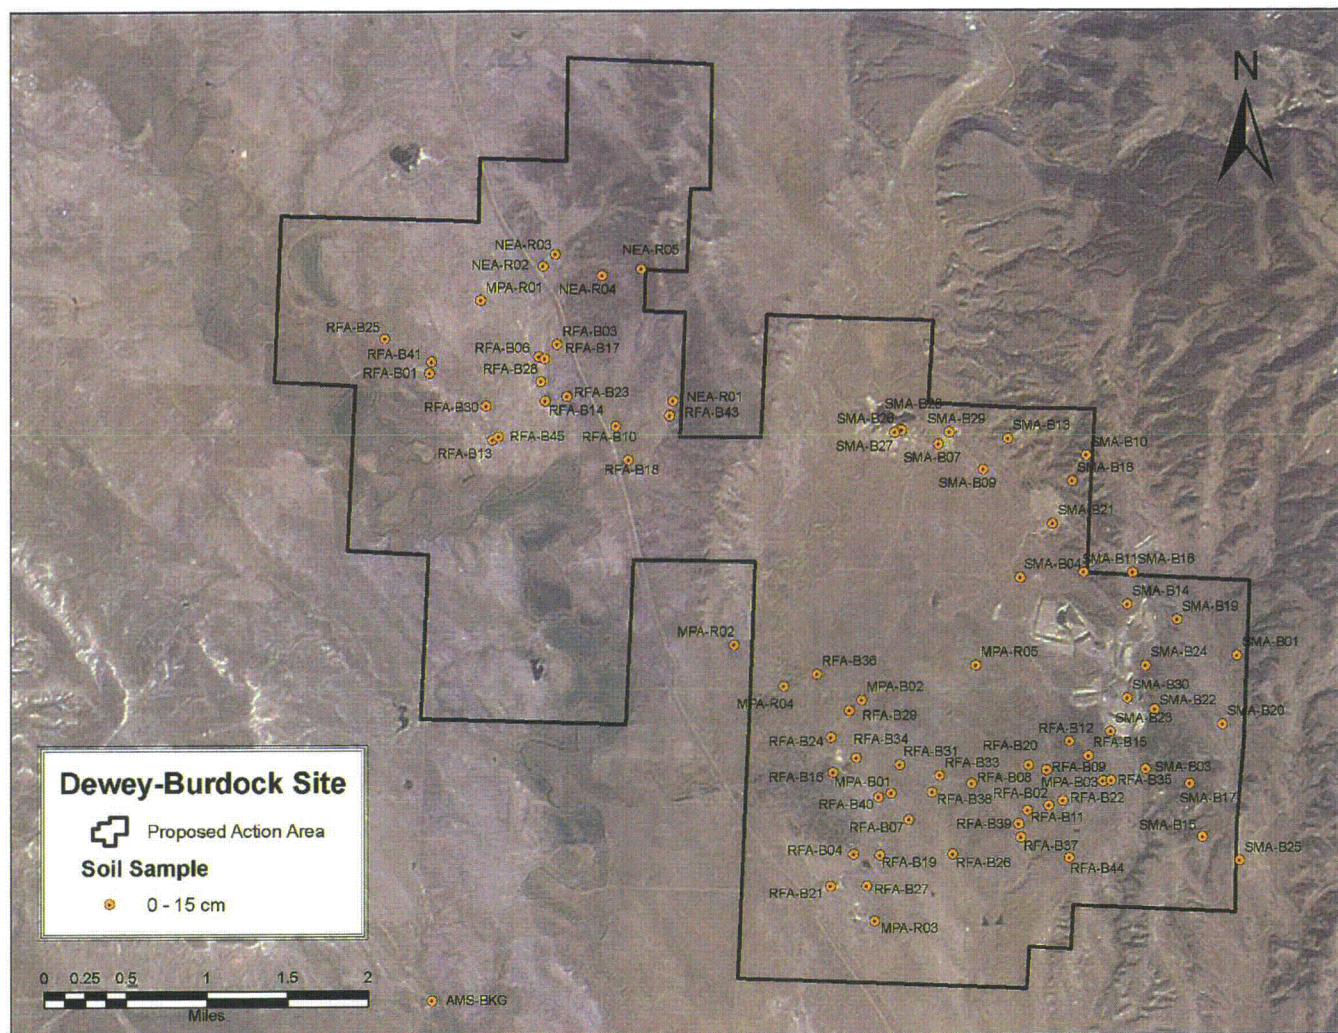 N
NEA-R03
NEA-R05
NEA-R02
NEA-R04
MPA-R01
RFA-B25
RFA-B03
RFA-B06
RFA-B17
RFA-B41
RFA-B28
RFA-B01
RFA-B23
RFA-B30
RFA-B14
NEA-R01
RFA-B43
RFA-B45
RFA-B10
RFA-B13
RFA-B18
SMA-B28
SMA-B26
SMA-B29
SMA-B13
SMA-B27
SMA-B07
SMA-B10
SMA-B18
SMA-B09
SMA-B21
SMA-B04
SMA-B11
SMA-B16
SMA-B14
SMA-B19
MPA-R02
SMA-B01
MPA-R05
SMA-B24
RFA-B36
MPA-R04
MPA-B02
SMA-B30
SMA-B22
RFA-B29
SMA-B23
SMA-B20
RFA-B24
RFA-B34
RFA-B12
RFA-B31
RFA-B20
RFA-B15
RFA-B16
RFA-B33
RFA-B09
SMA-B03
MPA-B01
RFA-B08
MPA-B03
RFA-B35
RFA-B40
RFA-B38
RFA-B02
RFA-B22
SMA-B17
RFA-B07
RFA-B39
RFA-B11
SMA-B15
RFA-B04
RFA-B19
RFA-B26
RFA-B37
RFA-B44
SMA-B25
RFA-B21
RFA-B27
MPA-R03
Dewey-Burdock Site
Proposed Action Area
Soil Sample
0 - 15 cm
0 0.25 0.5 1 1.5 2
Miles
AMS-BKG